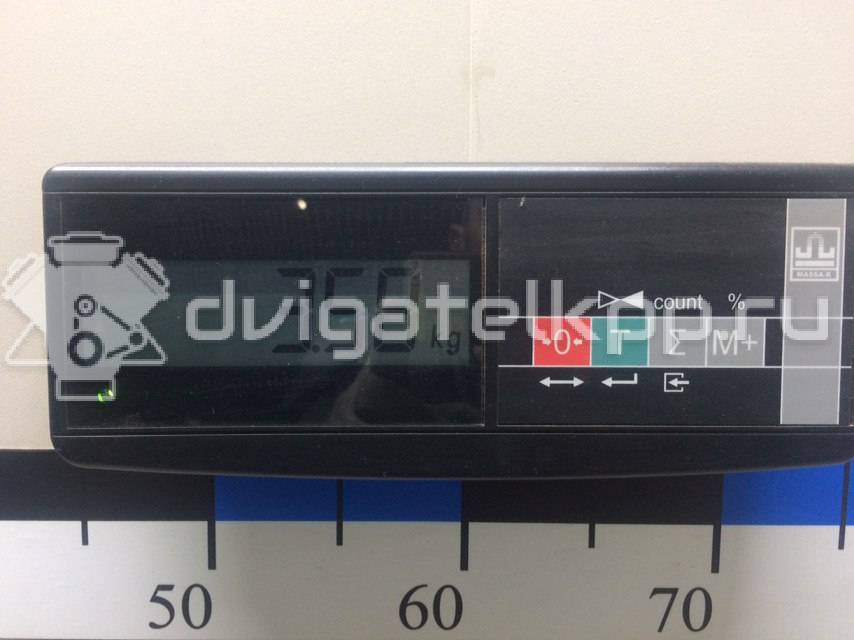 MASSA-K
count %
dvigatelkpp.ru
kg
→0← T Σ M+
50 60 70